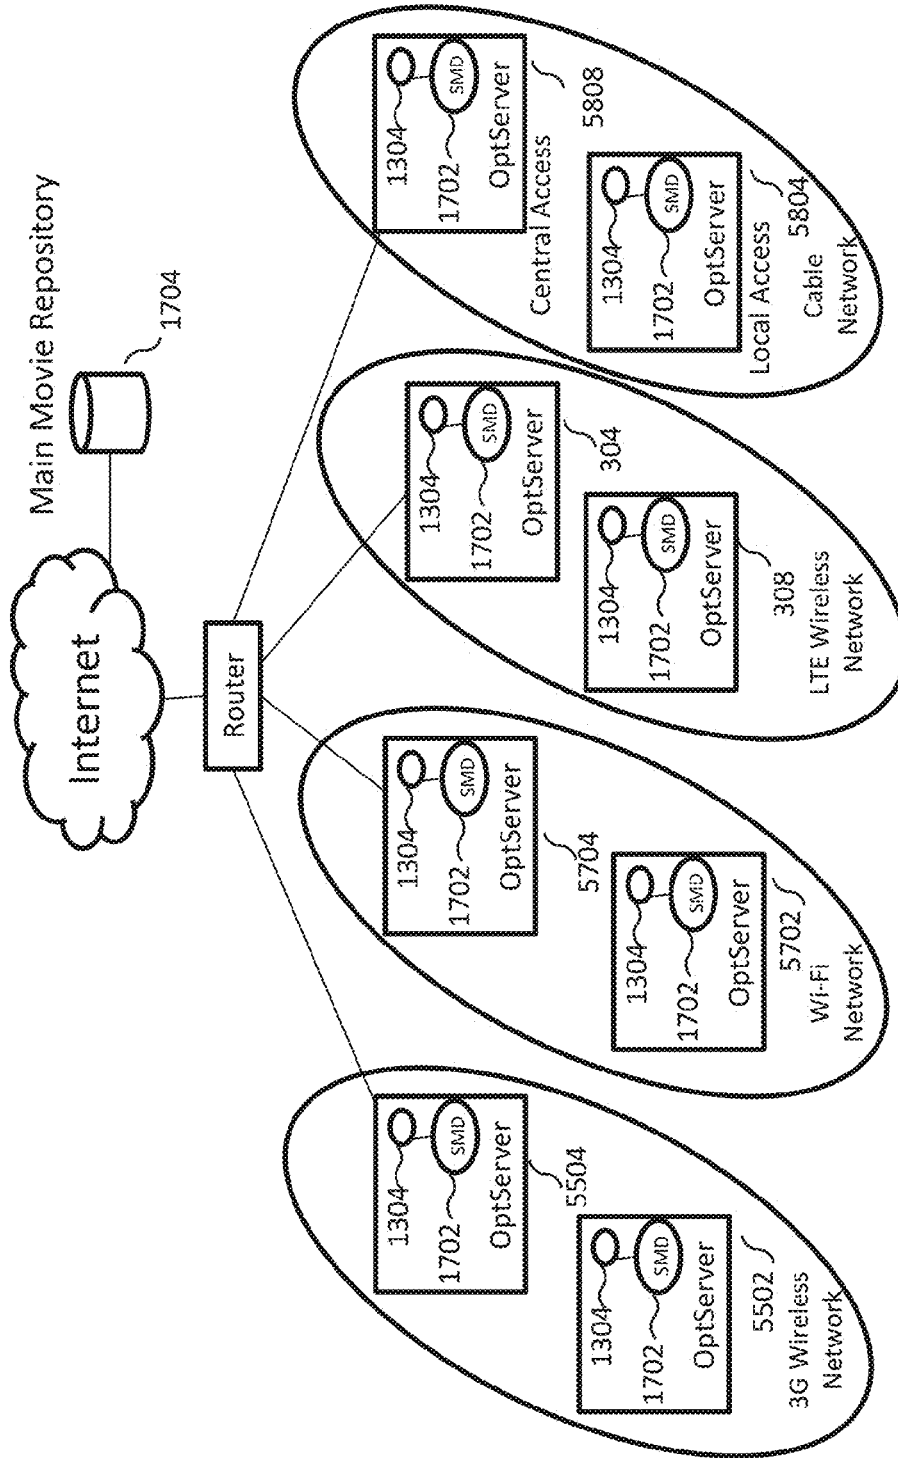 Main Movie Repository
1704
Internet
Router
1304
1702
SMD
OptServer
5504
1304
1702
SMD
OptServer
5502
3G Wireless
Network
1304
1702
SMD
OptServer
5704
1304
1702
SMD
OptServer
5702
Wi-Fi
Network
1304
1702
SMD
OptServer
304
1304
1702
SMD
OptServer
308
LTE Wireless
Network
1304
1702
SMD
OptServer
Central Access
5808
1304
1702
SMD
OptServer
Local Access
5804
Cable
Network